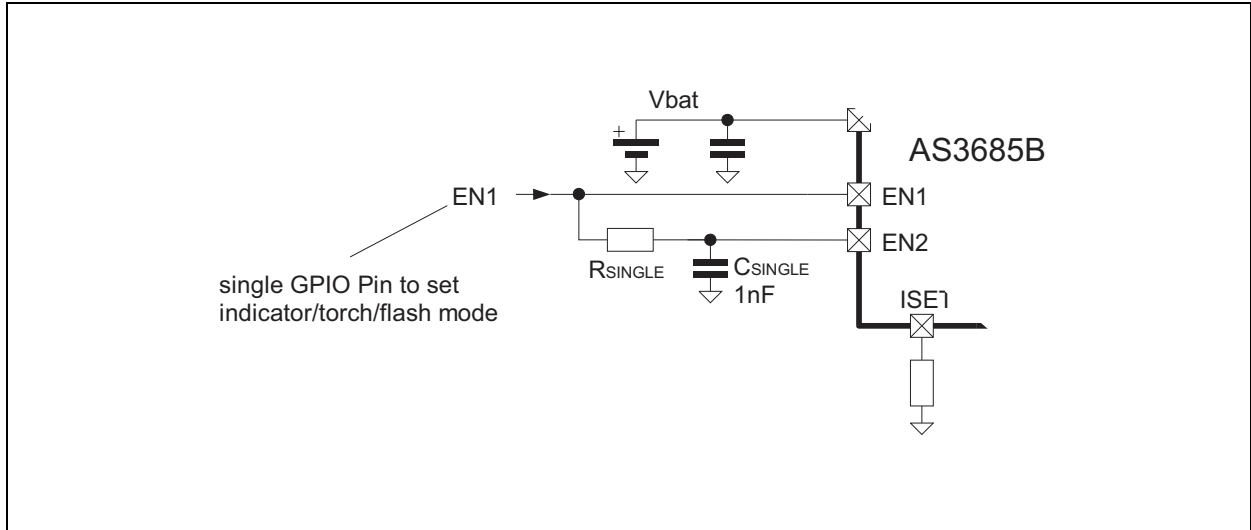 Vbat
+
AS3685B
EN1
EN1
EN2
RSINGLE
CSINGLE
1nF
single GPIO Pin to set
indicator/torch/flash mode
ISET